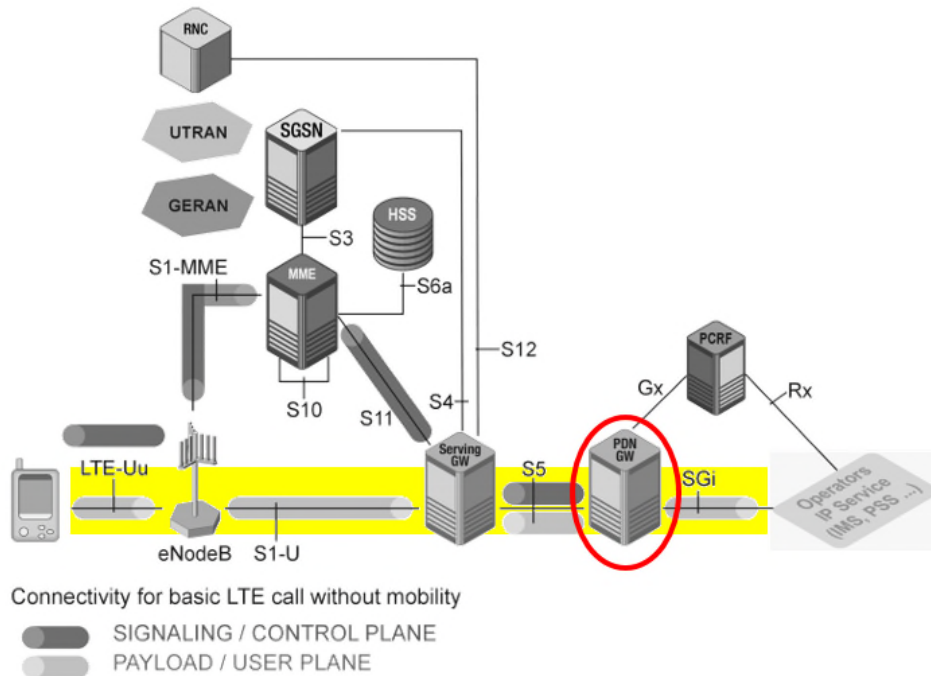 RNC
UTRAN
SGSN
GERAN
HSS
S3
S1-MME
MME
S6a
S12
PCRF
S10
S11
S4
Gx
Rx
LTE-Uu
Serving
GW
S5
PDN
GW
SGi
Operators
IP Service
(IMS, PSS ...)
eNodeB
S1-U
Connectivity for basic LTE call without mobility
SIGNALING / CONTROL PLANE
PAYLOAD / USER PLANE